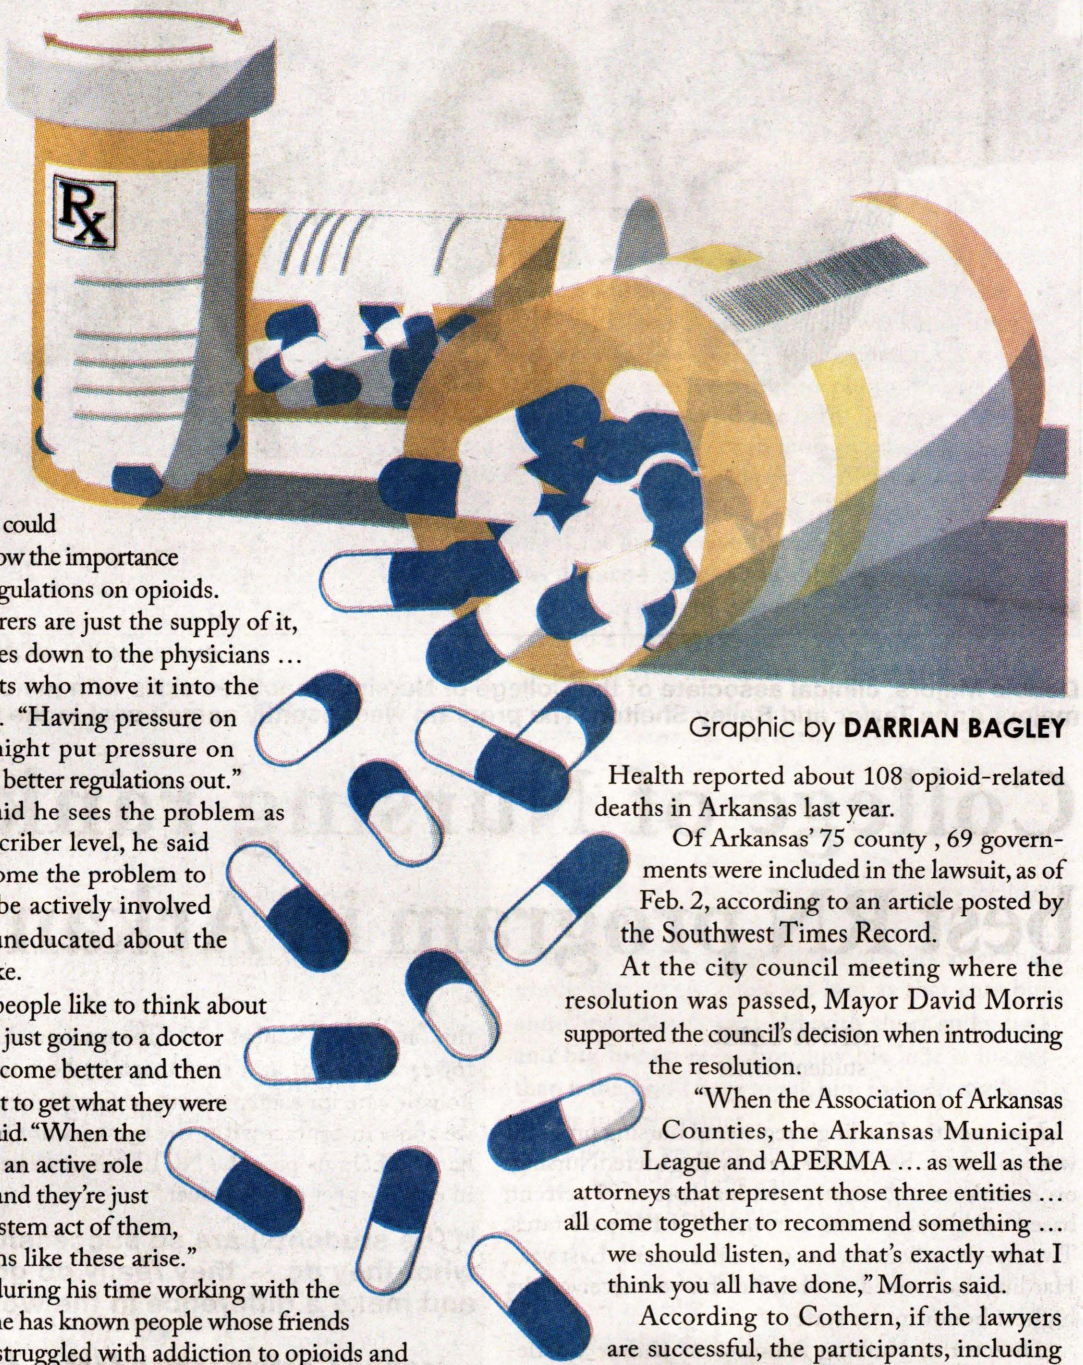 Rx
could
ow the importance
gulations on opioids.
rers are just the supply of it,
es down to the physicians …
ts who move it into the
“Having pressure on
night put pressure on
better regulations out.”
aid he sees the problem as
criber level, he said
ome the problem to
be actively involved
uneducated about the
ke.
people like to think about
just going to a doctor
come better and then
t to get what they were
aid. “When the
an active role
and they’re just
stem act of them,
ns like these arise.”
during his time working with the
he has known people whose friends
struggled with addiction to opioids and
Graphic by DARRIAN BAGLEY
Health reported about 108 opioid-related
deaths in Arkansas last year.
Of Arkansas’ 75 county , 69 govern-
ments were included in the lawsuit, as of
Feb. 2, according to an article posted by
the Southwest Times Record.
At the city council meeting where the
resolution was passed, Mayor David Morris
supported the council’s decision when introducing
the resolution.
“When the Association of Arkansas
Counties, the Arkansas Municipal
League and APERMA … as well as the
attorneys that represent those three entities …
all come together to recommend something …
we should listen, and that’s exactly what I
think you all have done,” Morris said.
According to Cothern, if the lawyers
are successful, the participants, including